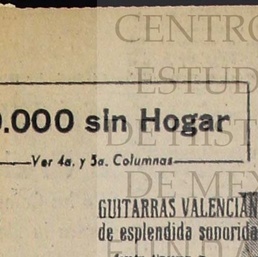 CENTRO
ESTUD
0.000 sin Hogar
DE HIST
Ver 4a. y 5a. Columnas
DE MEX
GUITARRAS VALENCIAN
de esplendida sonorida
FUNDA